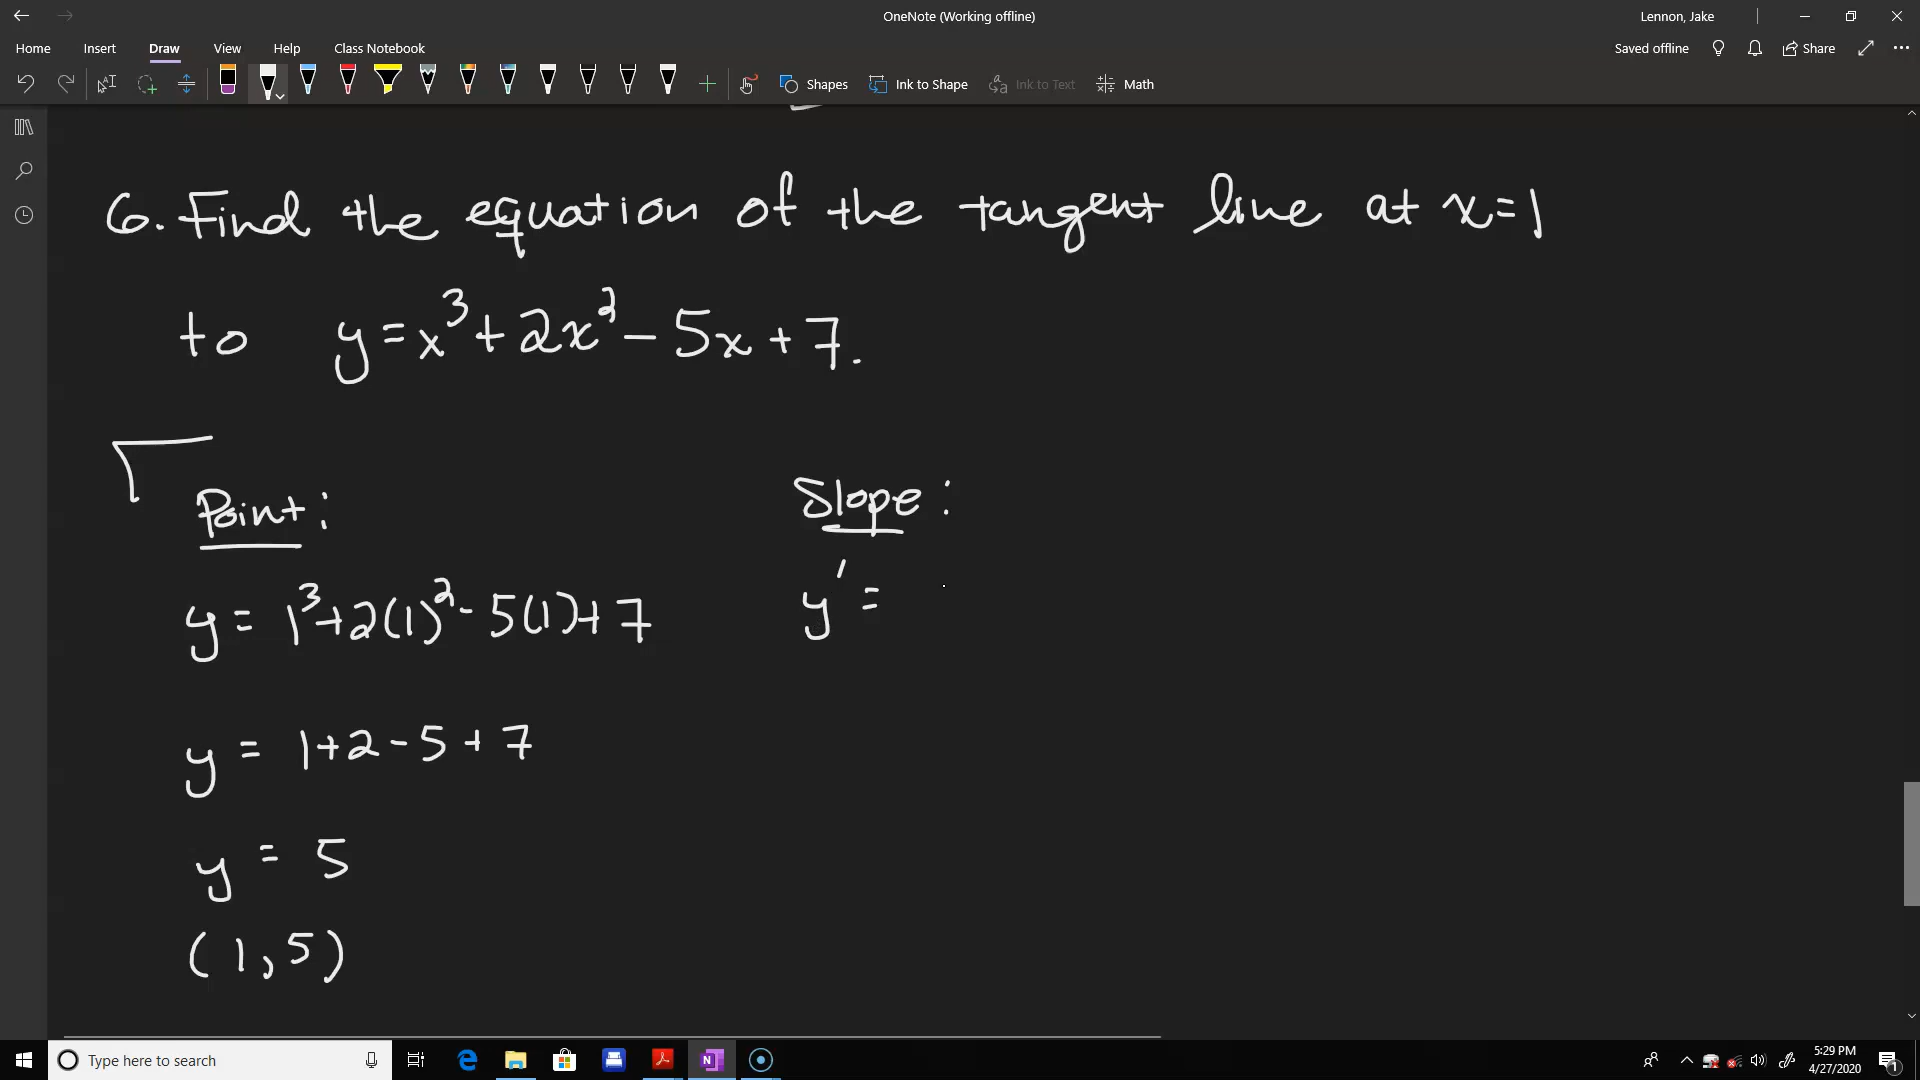 OneNote (Working offline)
Lennon, Jake
Home Insert Draw View Help Class Notebook
Saved offline Share
Shapes Ink to Shape Ink to Text Math
6. Find the equation of the tangent line at x=1
to y=x³+2x²-5x+7.
Point:
Slope:
y = 1³+2(1)²-5(1)+7
y' =
y = 1+2-5+7
y = 5
(1,5)
Type here to search
5:29 PM
4/27/2020
1